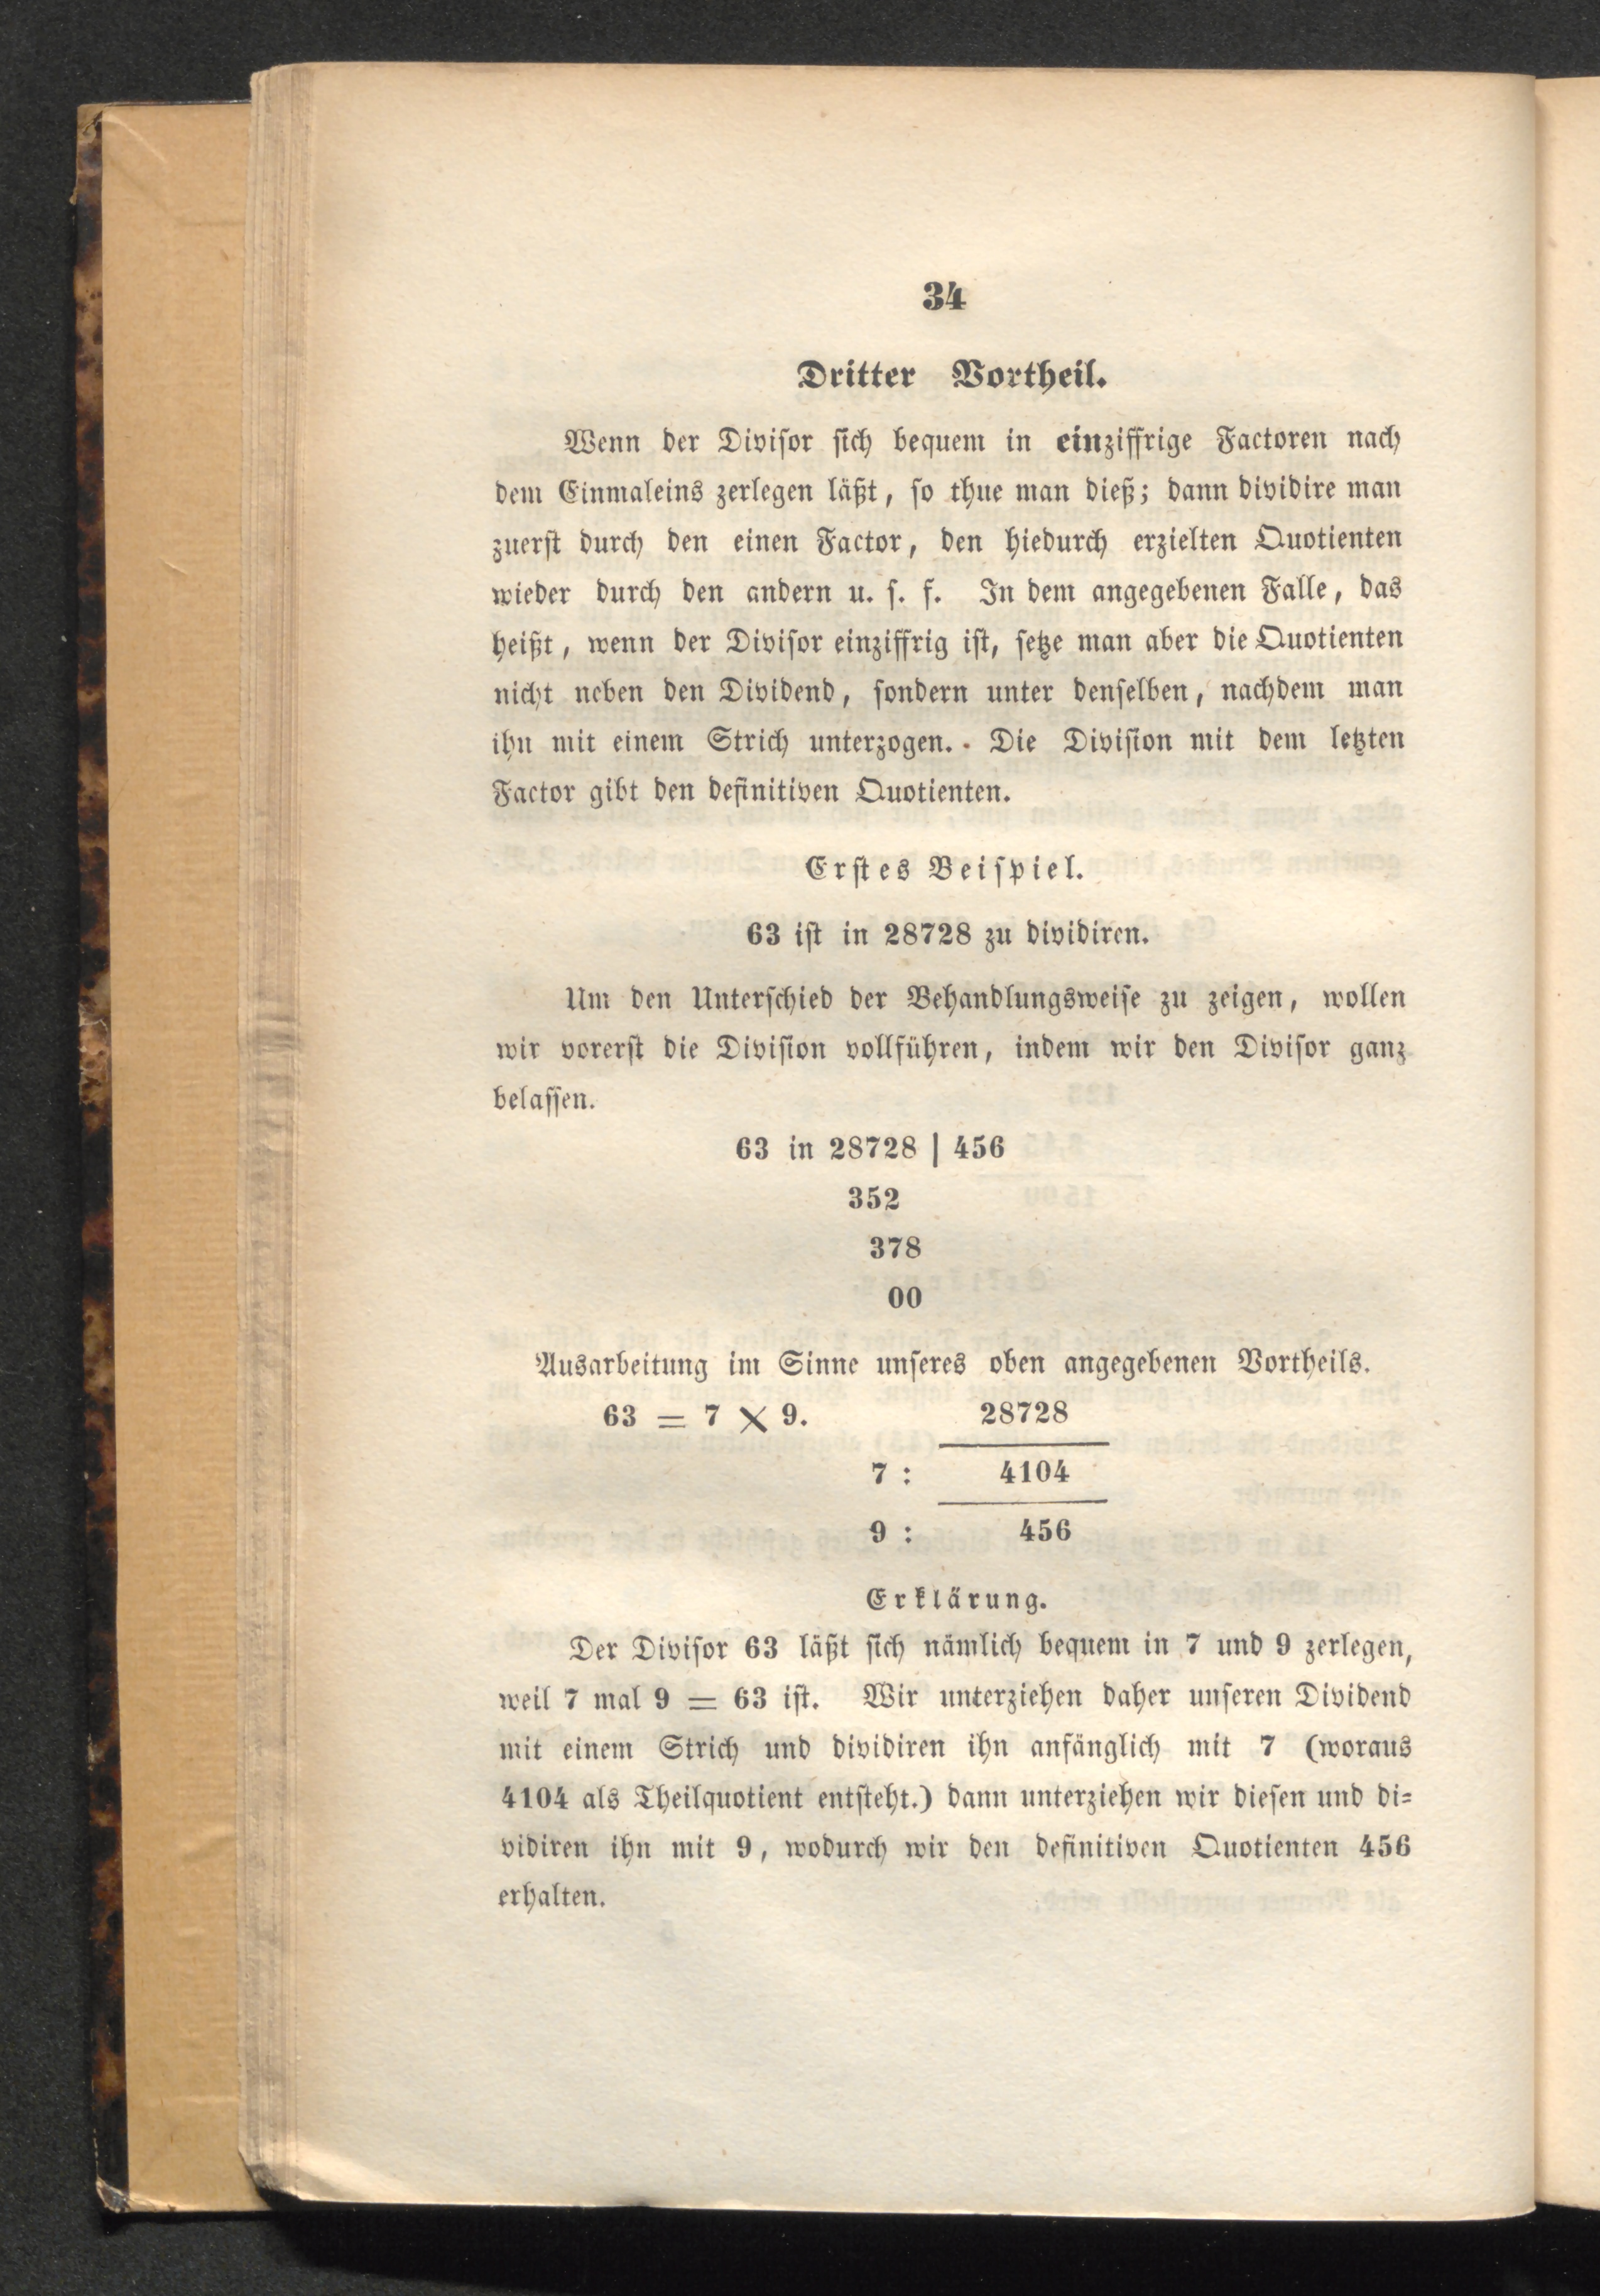 34
Dritter Vortheil.
Wenn der Divisor sich bequem in einziffrige Factoren nach
dem Einmaleins zerlegen läßt, so thue man dieß; dann dividire man
zuerst durch den einen Factor, den hiedurch erzielten Quotienten
wieder durch den andern u. s. f. In dem angegebenen Falle, das
heißt, wenn der Divisor einziffrig ist, setze man aber die Quotienten
nicht neben den Dividend, sondern unter denselben, nachdem man
ihn mit einem Strich unterzogen. Die Division mit dem letzten
Factor gibt den definitiven Quotienten.
Erstes Beispiel.
63 ist in 28728 zu dividiren.
Um den Unterschied der Behandlungsweise zu zeigen, wollen
wir vorerst die Division vollführen, indem wir den Divisor ganz
belassen.
63 in 28728 | 456
352
378
00
Ausarbeitung im Sinne unseres oben angegebenen Vortheils.
63 = 7 × 9. 28728
7 : 4104
9 : 456
Erklärung.
Der Divisor 63 läßt sich nämlich bequem in 7 und 9 zerlegen,
weil 7 mal 9 = 63 ist. Wir unterziehen daher unseren Dividend
mit einem Strich und dividiren ihn anfänglich mit 7 (woraus
4104 als Theilquotient entsteht.) dann unterziehen wir diesen und di-
vidiren ihn mit 9, wodurch wir den definitiven Quotienten 456
erhalten.